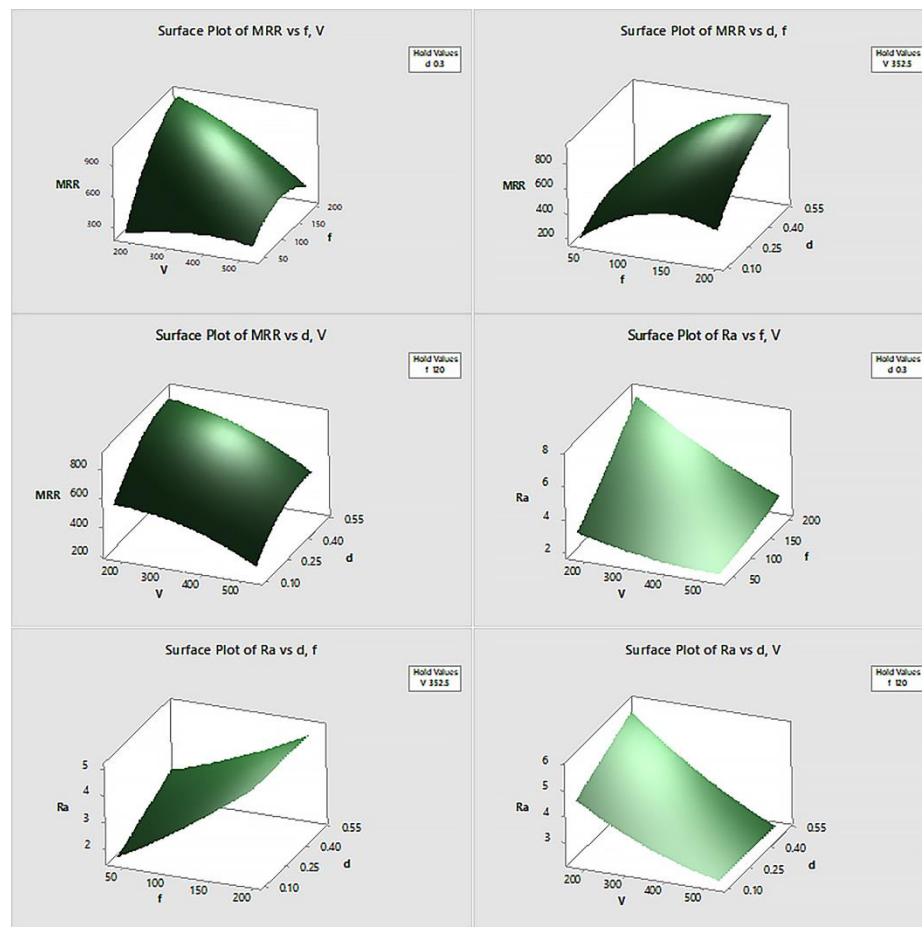 Surface Plot of MRR vs f, V
Hold Values
d 0.3
900
600
300
MRR
200
300
400
500
V
50
100
150
200
f
Surface Plot of MRR vs d, f
Hold Values
V 352.5
800
600
400
200
MRR
50
100
150
200
f
0.10
0.25
0.40
0.55
d
Surface Plot of MRR vs d, V
Hold Values
f 120
800
600
400
200
MRR
200
300
400
500
V
0.10
0.25
0.40
0.55
d
Surface Plot of Ra vs f, V
Hold Values
d 0.3
8
6
4
2
Ra
200
300
400
500
V
50
100
150
200
f
Surface Plot of Ra vs d, f
Hold Values
V 352.5
5
4
3
2
Ra
50
100
150
200
f
0.10
0.25
0.40
0.55
d
Surface Plot of Ra vs d, V
Hold Values
f 120
6
5
4
3
Ra
200
300
400
500
V
0.10
0.25
0.40
0.55
d